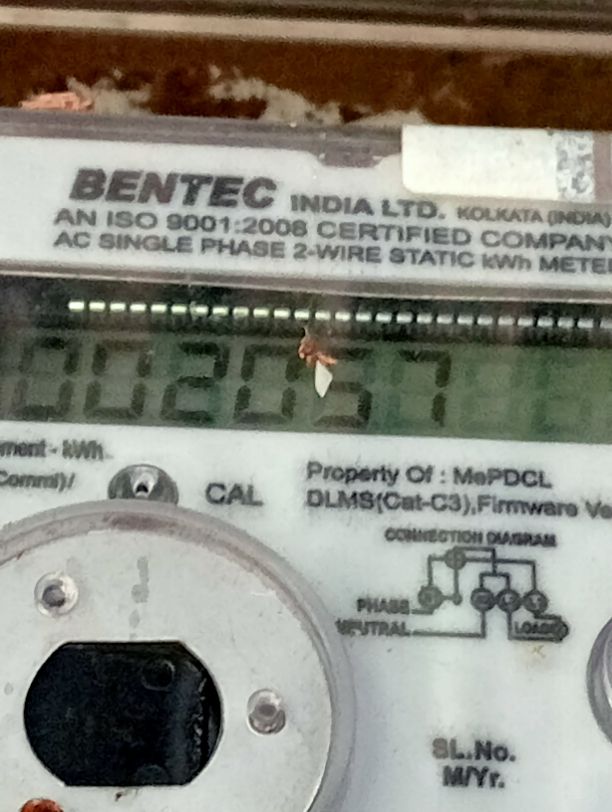 BENTEC INDIA LTD. KOLKATA (INDIA)
AN ISO 9001:2008 CERTIFIED COMPANY
AC SINGLE PHASE 2-WIRE STATIC kWh METER
002057
ment - kWh
Comml)/
CAL
Property Of : MePDCL
DLMS(Cat-C3),Firmware Ve
CONNECTION DIAGRAM
PHASE
NEUTRAL
LOAD
SL.No.
M/Yr.